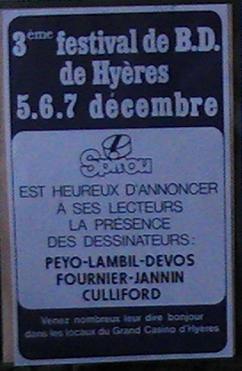 3ème festival de B.D.
de Hyères
5.6.7 décembre
Spirou
EST HEUREUX D'ANNONCER
A SES LECTEURS
LA PRÉSENCE
DES DESSINATEURS:
PEYO-LAMBIL-DEVOS
FOURNIER-JANNIN
CULLIFORD
Venez nombreux leur dire bonjour
dans les locaux du Grand Casino d'Hyères